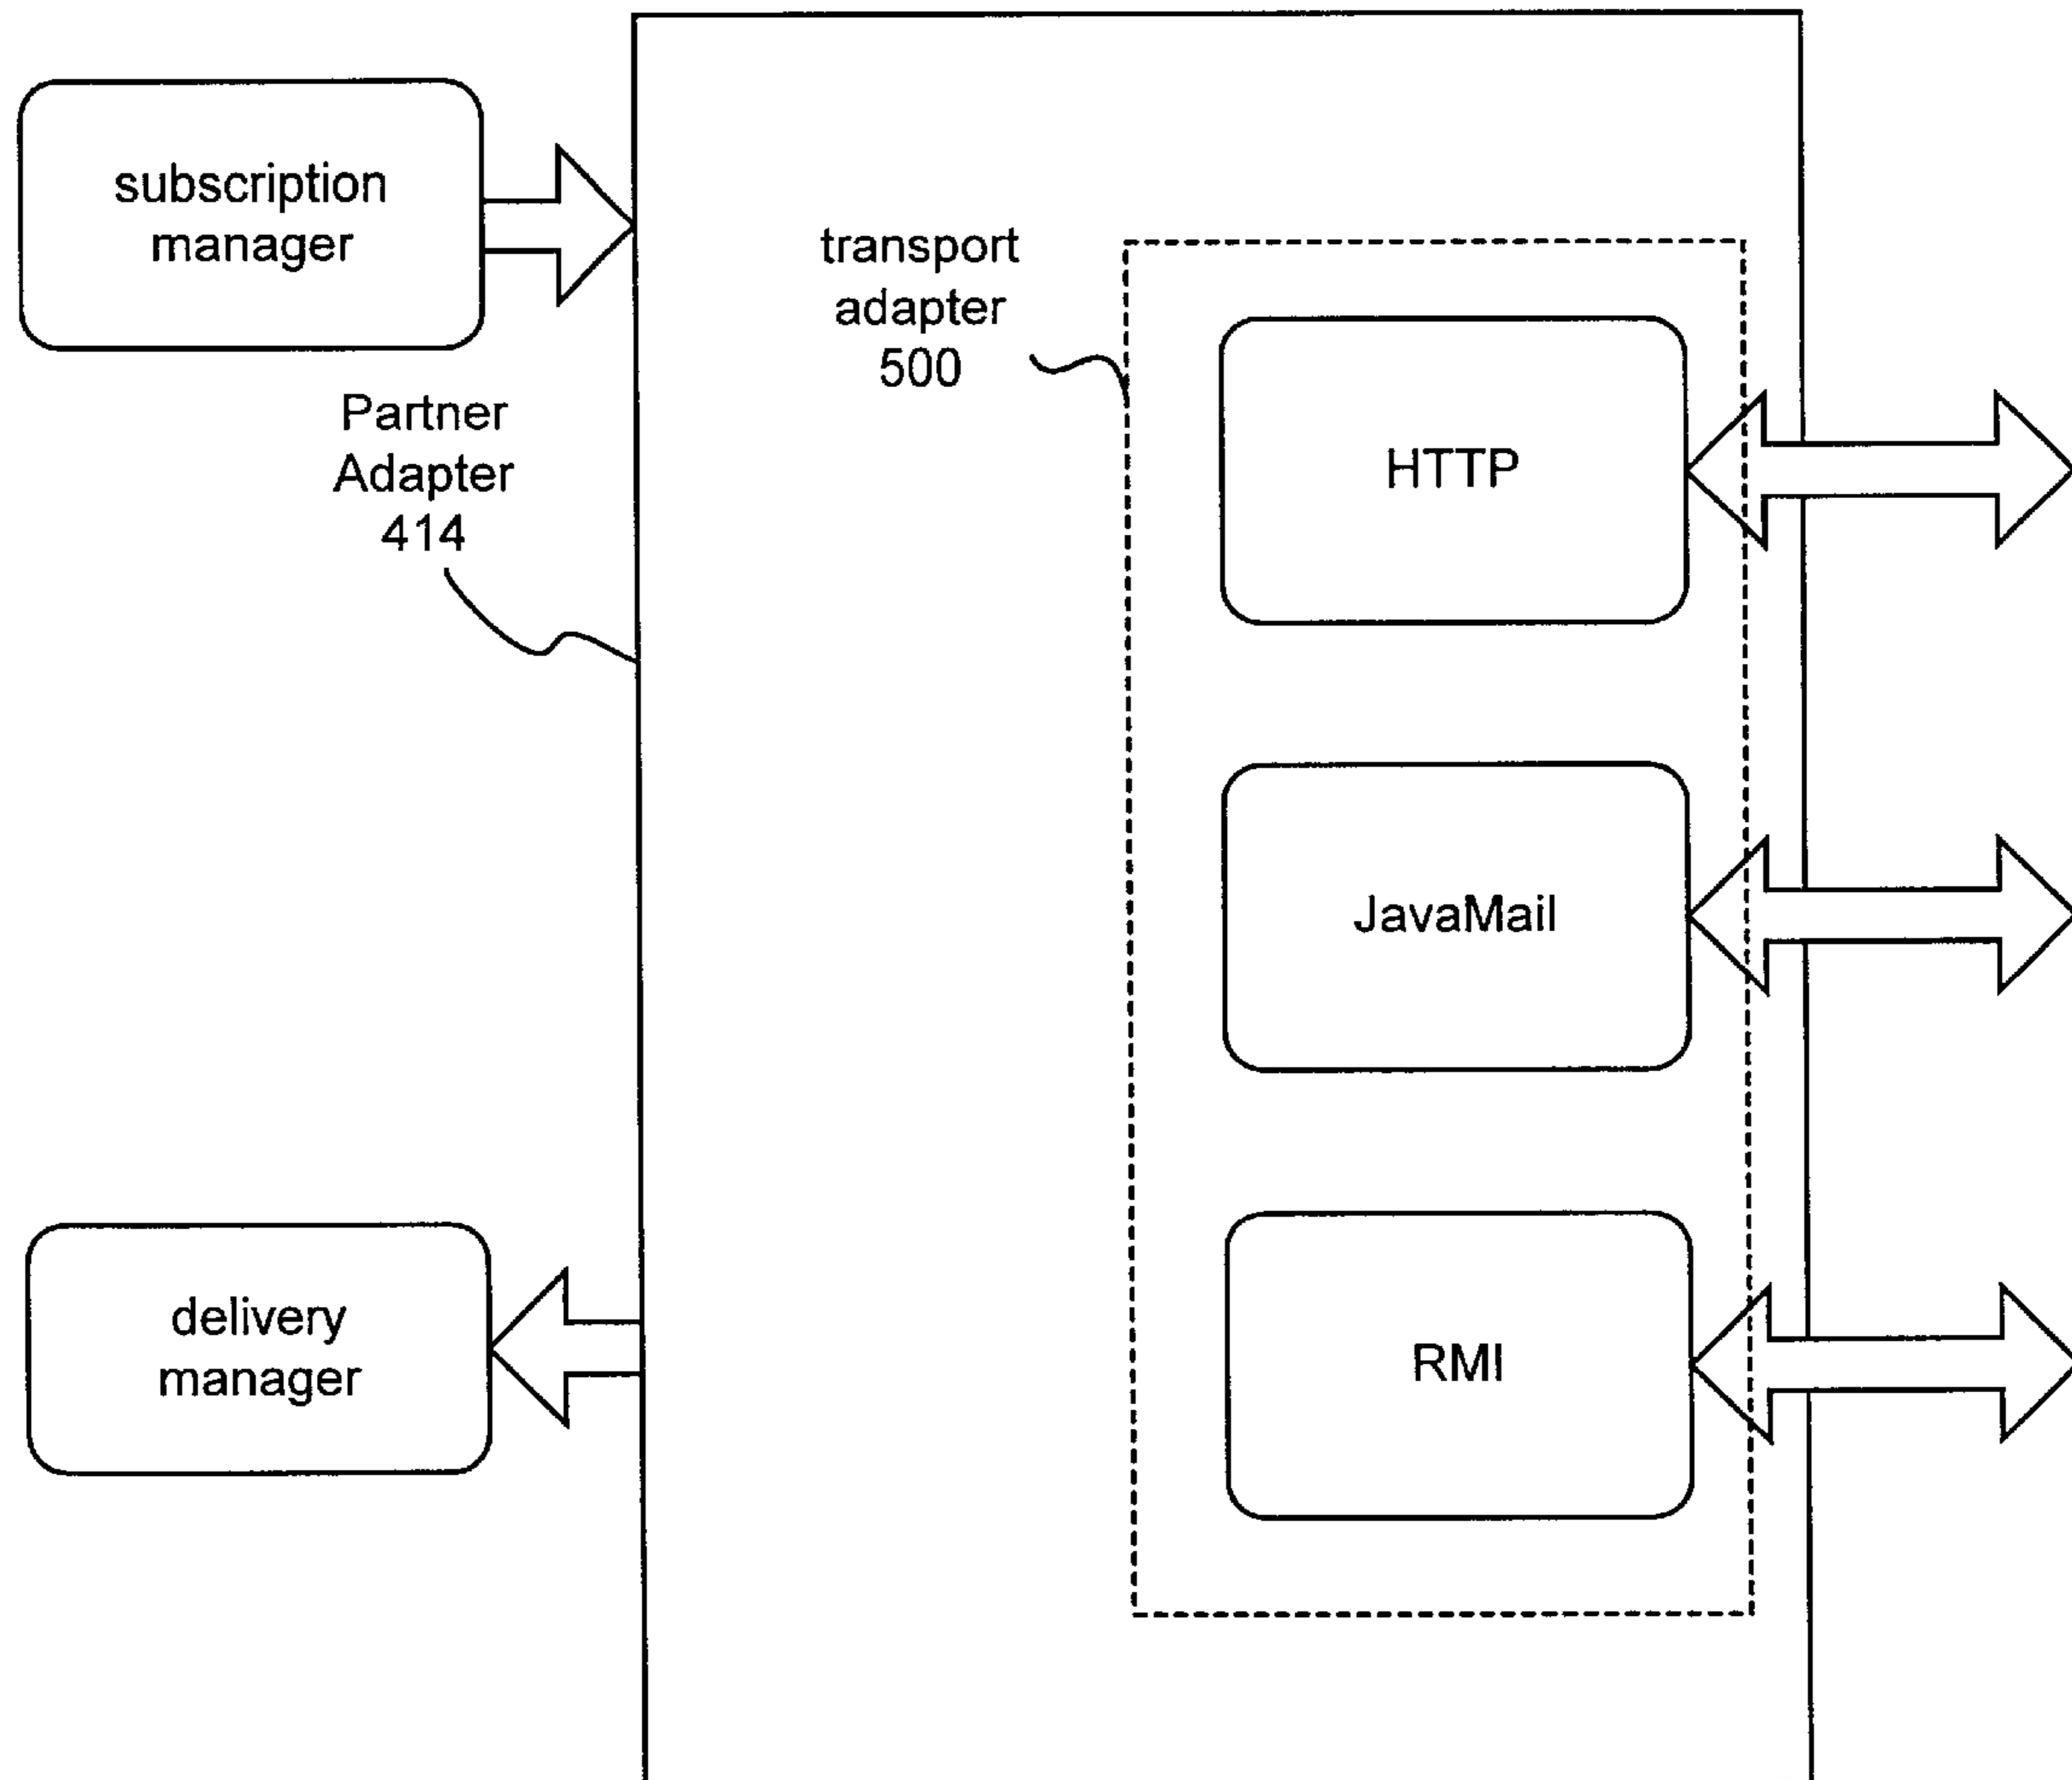 subscription
manager
transport
adapter
500
Partner
Adapter
414
HTTP
JavaMail
delivery
manager
RMI